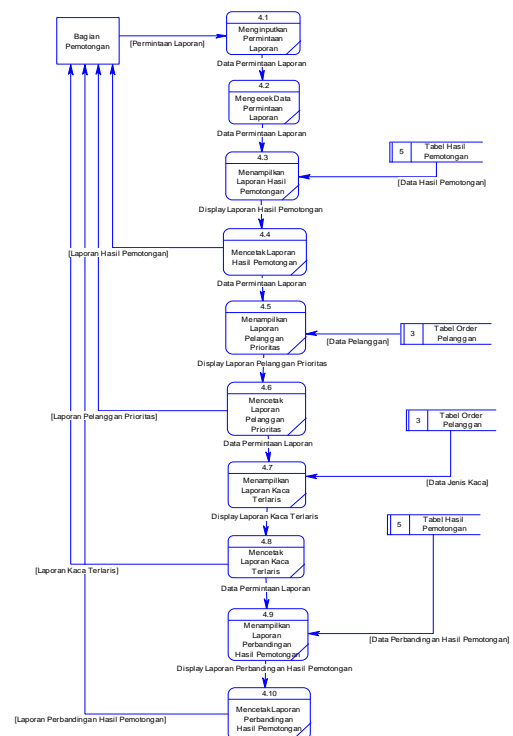 Bagian
Pemotongan
[Permintaan Laporan]
4.1
Menginputkan
Permintaan
Laporan
Data Permintaan Laporan
4.2
Mengecek Data
Permintaan
Laporan
Data Permintaan Laporan
4.3
Menampilkan
Laporan Hasil
Pemotongan
5
Tabel Hasil
Pemotongan
[Data Hasil Pemotongan]
Display Laporan Hasil Pemotongan
4.4
Mencetak Laporan
Hasil Pemotongan
[Laporan Hasil Pemotongan]
Data Permintaan Laporan
4.5
Menampilkan
Laporan
Pelanggan
Prioritas
3
Tabel Order
Pelanggan
[Data Pelanggan]
Display Laporan Pelanggan Prioritas
4.6
Mencetak
Laporan
Pelanggan
Prioritas
[Laporan Pelanggan Prioritas]
Data Permintaan Laporan
3
Tabel Order
Pelanggan
4.7
Menampilkan
Laporan Kaca
Terlaris
[Data Jenis Kaca]
Display Laporan Kaca Terlaris
5
Tabel Hasil
Pemotongan
4.8
Mencetak
Laporan Kaca
Terlaris
[Laporan Kaca Terlaris]
Data Permintaan Laporan
4.9
Menampilkan
Laporan
Perbandingan
Hasil Pemotongan
[Data Perbandingan Hasil Pemotongan]
Display Laporan Perbandingan Hasil Pemotongan
4.10
Mencetak Laporan
Perbandingan
Hasil Pemotongan
[Laporan Perbandingan Hasil Pemotongan]